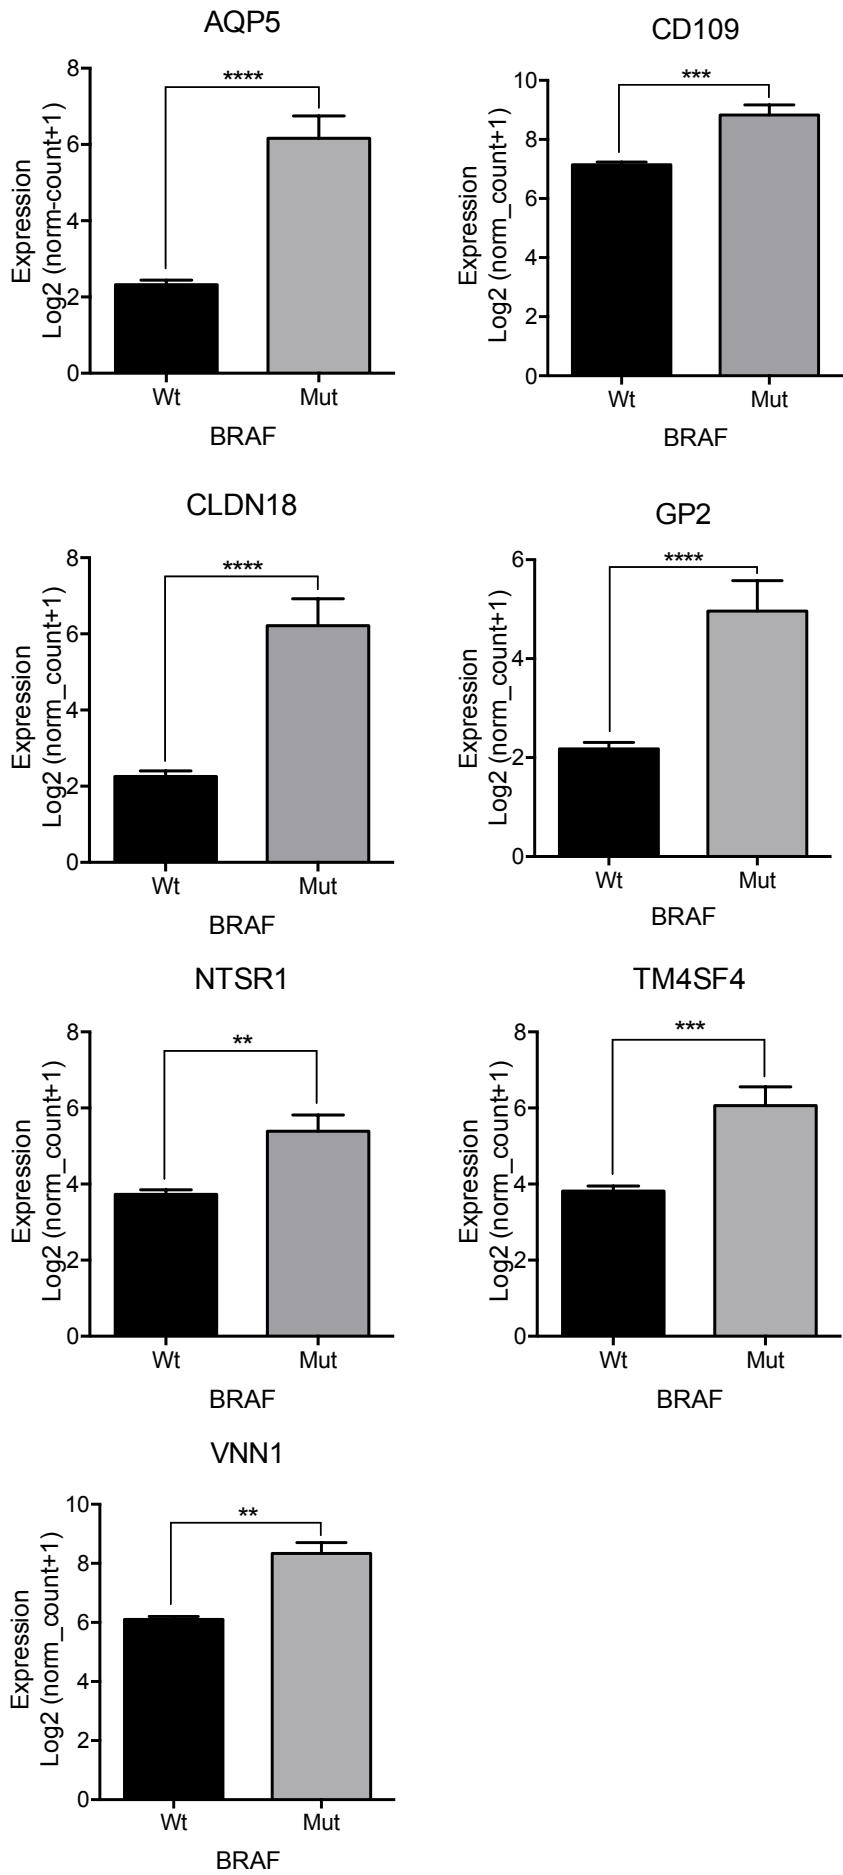 AQP5
Expression
Log2 (norm-count+1)
8
6
4
2
0
****
Wt
Mut
BRAF
CD109
Expression
Log2 (norm_count+1)
10
8
6
4
2
0
***
Wt
Mut
BRAF
CLDN18
Expression
Log2 (norm_count+1)
8
6
4
2
0
****
Wt
Mut
BRAF
GP2
Expression
Log2 (norm_count+1)
6
4
2
0
****
Wt
Mut
BRAF
NTSR1
Expression
Log2 (norm_count+1)
8
6
4
2
0
**
Wt
Mut
BRAF
TM4SF4
Expression
Log2 (norm_count+1)
8
6
4
2
0
***
Wt
Mut
BRAF
VNN1
Expression
Log2 (norm_count+1)
10
8
6
4
2
0
**
Wt
Mut
BRAF